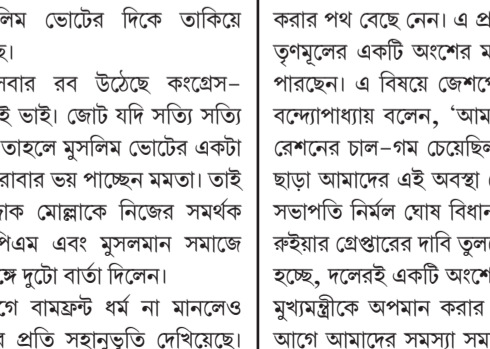 লিম ভোটের দিকে তাকিয়ে
ছে।
সবার রব উঠেছে কংগ্রেস–
ই ভাই। জোট যদি সত্যি সত্যি
তাহলে মুসলিম ভোটের একটা
রাবার ভয় পাচ্ছেন মমতা। তাই
জাক মোল্লাকে নিজের সমর্থক
পিএম এবং মুসলমান সমাজে
ঙ্গে দুটো বার্তা দিলেন।
গে বামফ্রন্ট ধর্ম না মানলেও
র প্রতি সহানুভূতি দেখিয়েছে।
করার পথ বেছে নেন। এ প্র
তৃণমূলের একটি অংশের ম
পারছেন। এ বিষয়ে জেশপে
বন্দ্যোপাধ্যায় বলেন, ‘আম
রেশনের চাল–গম চেয়েছিল
ছাড়া আমাদের এই অবস্থা
সভাপতি নির্মল ঘোষ বিধান
রুইয়ার গ্রেপ্তারের দাবি তুল
হচ্ছে, দলেরই একটি অংশে
মুখ্যমন্ত্রীকে অপমান করার
আগে আমাদের সমস্যা সম